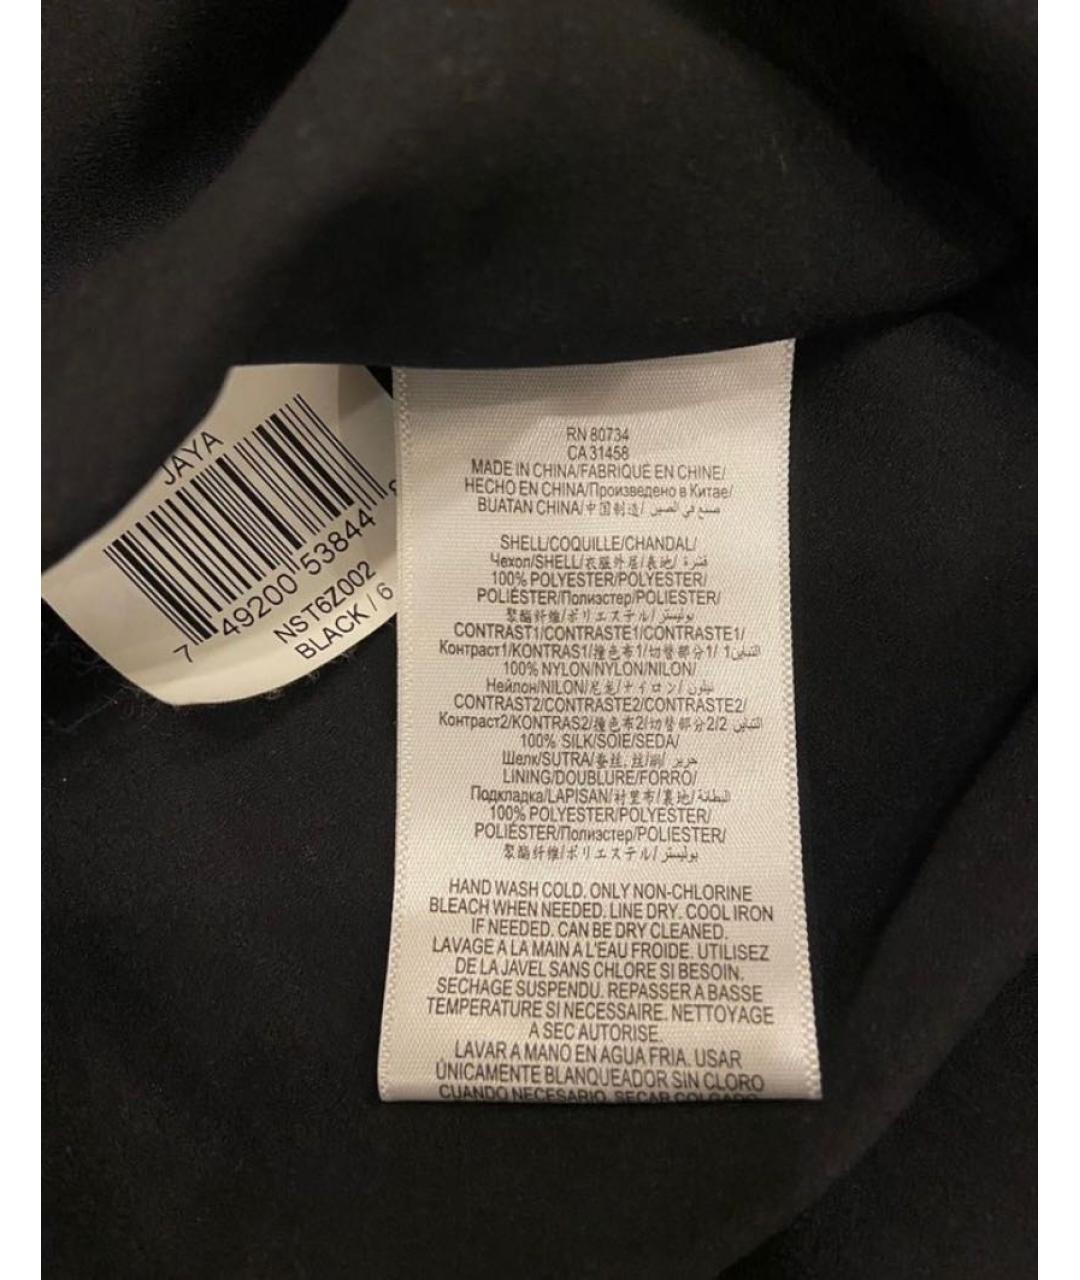 JAYA
7 49200 53844
NST6Z002
BLACK / 6
RN 80734
CA 31458
MADE IN CHINA/FABRIQUE EN CHINE/
HECHO EN CHINA/Произведено в Китае/
BUATAN CHINA/中国制造/ صنع في الصين
SHELL/COQUILLE/CHANDAL/
Чехол/SHELL/衣服外层/表地/ قشرة
100% POLYESTER/POLYESTER/
POLIÉSTER/Полиэстер/POLIESTER/
聚酯纤维/ポリエステル/ بوليستر
CONTRAST1/CONTRASTE1/CONTRASTE1/
Контраст1/KONTRAS1/撞色布1/切替部分1/ التباين1
100% NYLON/NYLON/NILON/
Нейлон/NILON/尼龙/ナイロン/ نيلون
CONTRAST2/CONTRASTE2/CONTRASTE2/
Контраст2/KONTRAS2/撞色布2/切替部分2/ التباين2
100% SILK/SOIE/SEDA/
Шелк/SUTRA/蚕丝, 丝/絹/ حرير
LINING/DOUBLURE/FORRO/
Подкладка/LAPISAN/衬里布/裏地/ البطانة
100% POLYESTER/POLYESTER/
POLIÉSTER/Полиэстер/POLIESTER/
聚酯纤维/ポリエステル/ بوليستر
HAND WASH COLD. ONLY NON-CHLORINE
BLEACH WHEN NEEDED. LINE DRY. COOL IRON
IF NEEDED. CAN BE DRY CLEANED.
LAVAGE A LA MAIN A L'EAU FROIDE. UTILISEZ
DE LA JAVEL SANS CHLORE SI BESOIN.
SECHAGE SUSPENDU. REPASSER A BASSE
TEMPERATURE SI NECESSAIRE. NETTOYAGE
A SEC AUTORISE.
LAVAR A MANO EN AGUA FRIA. USAR
ÚNICAMENTE BLANQUEADOR SIN CLORO
CUANDO NECESARIO. SECAR COLGADO